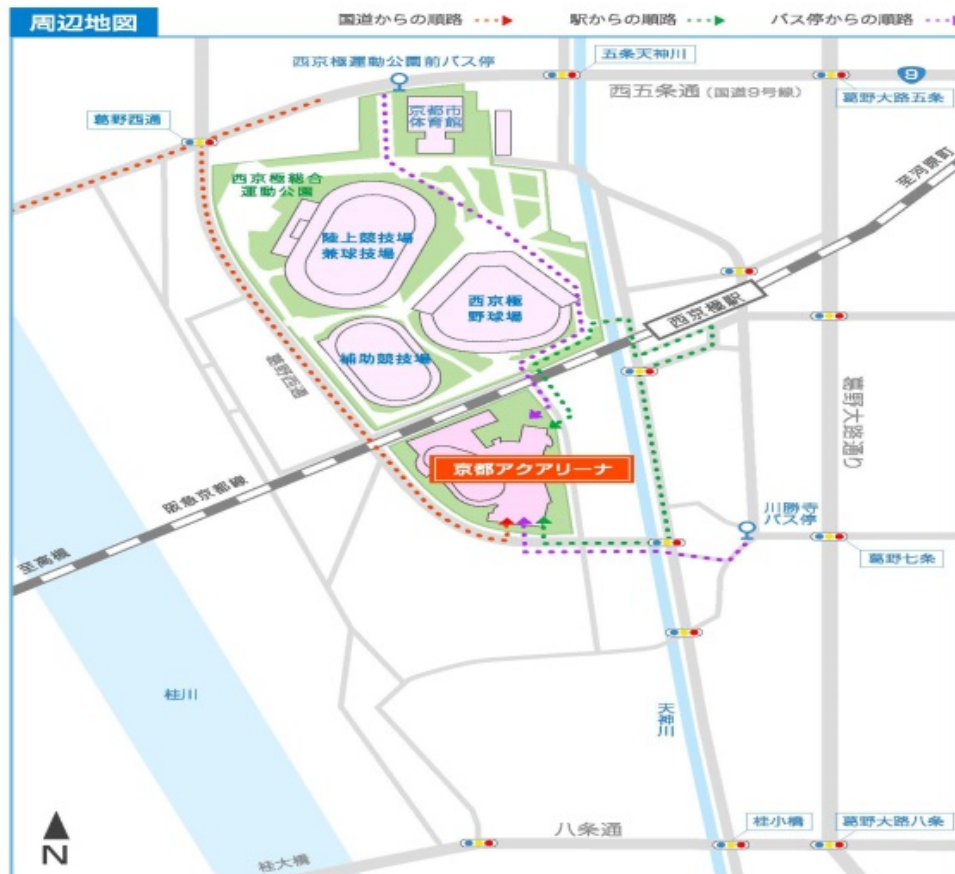 周辺地図
国道からの順路
駅からの順路
バス停からの順路
西京極運動公園前バス停
五条天神川
9
西五条通（国道9号線）
葛野大路五条
葛野西通
京都市
体育館
至河原町
西京極総合
運動公園
陸上競技場
兼球技場
西京極
野球場
西京極駅
補助競技場
葛野西通
葛野大路通り
京都アクアリーナ
阪急京都線
川勝寺
バス停
至高槻
葛野七条
桂川
天神川
八条通
桂小橋
葛野大路八条
桂大橋
N